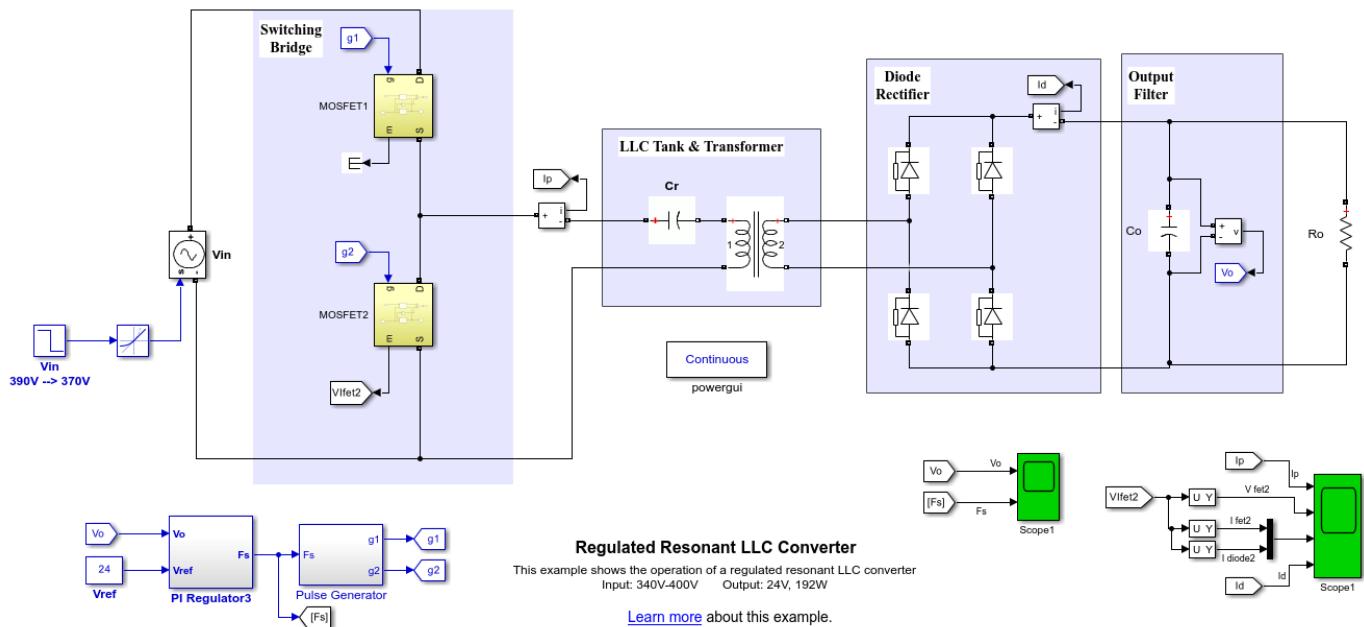 Switching
Bridge
g1
g
D
MOSFET1
m
S
g2
g
D
MOSFET2
m
S
VIfet2
+
s
-
Vin
Vin
390V --> 370V
Ip
+
i
-
LLC Tank & Transformer
Cr
+
+
+
1
2
Continuous
powergui
Diode
Rectifier
Id
+
i
-
Output
Filter
+
Co
+
-
v
Vo
+
Ro
Vo
24
Vref
Vo
Vref
Fs
PI Regulator3
Fs
g1
g2
Pulse Generator
g1
g2
[Fs]
Regulated Resonant LLC Converter
This example shows the operation of a regulated resonant LLC converter
Input: 340V-400V Output: 24V, 192W
Learn more about this example.
Vo
Vo
[Fs]
Fs
Scope1
Ip
Ip
VIfet2
U Y
V fet2
U Y
I fet2
U Y
I diode2
Id
Id
Scope1